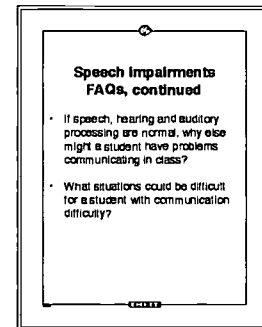 Speech Impairments
FAQs, continued
• If speech, hearing and auditory
processing are normal, why else
might a student have problems
communicating in class?
• What situations could be difficult
for a student with communication
difficulty?